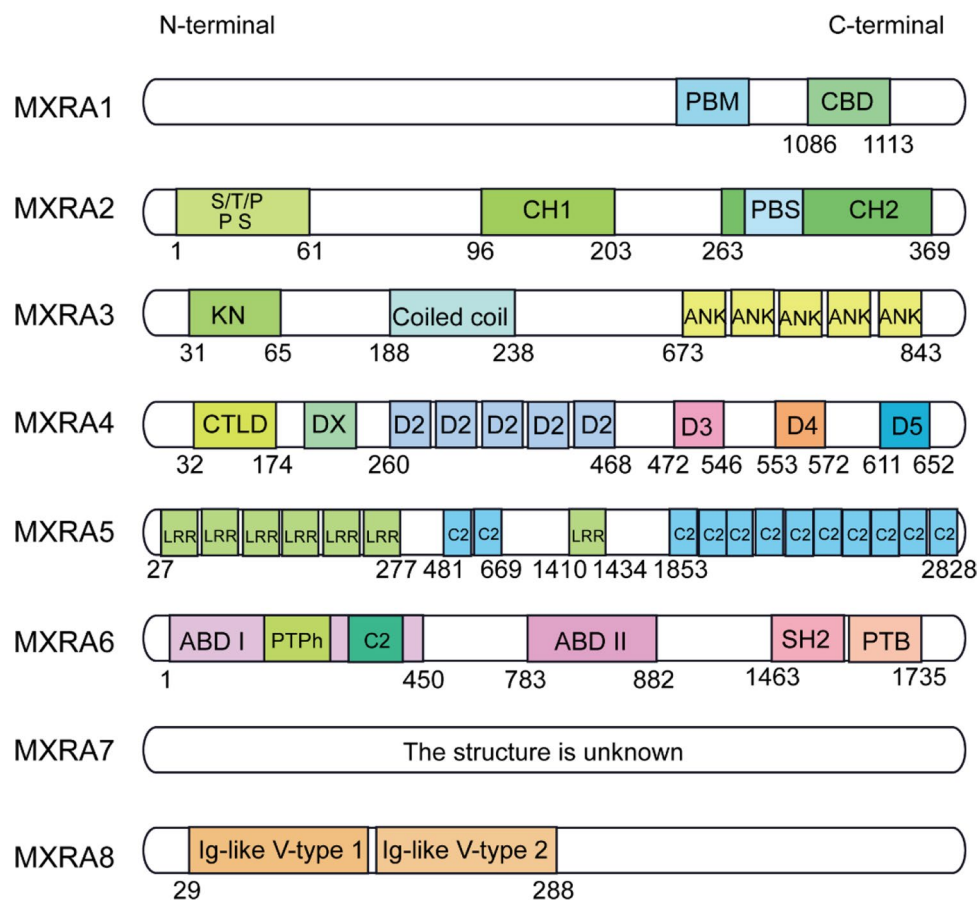 N-terminal C-terminal
MXRA1 PBM CBD
1086 1113
MXRA2 S/T/P CH1 PBS CH2
P S
1 61 96 203 263 369
MXRA3 KN Coiled coil ANK ANK ANK ANK ANK
31 65 188 238 673 843
MXRA4 CTLD DX D2 D2 D2 D2 D2 D3 D4 D5
32 174 260 468 472 546 553 572 611 652
MXRA5 LRR LRR LRR LRR LRR LRR C2 C2 LRR C2 C2 C2 C2 C2 C2 C2 C2 C2 C2
27 277 481 669 1410 1434 1853 2828
MXRA6 ABD I PTPh C2 ABD II SH2 PTB
1 450 783 882 1463 1735
MXRA7 The structure is unknown
MXRA8 Ig-like V-type 1 Ig-like V-type 2
29 288